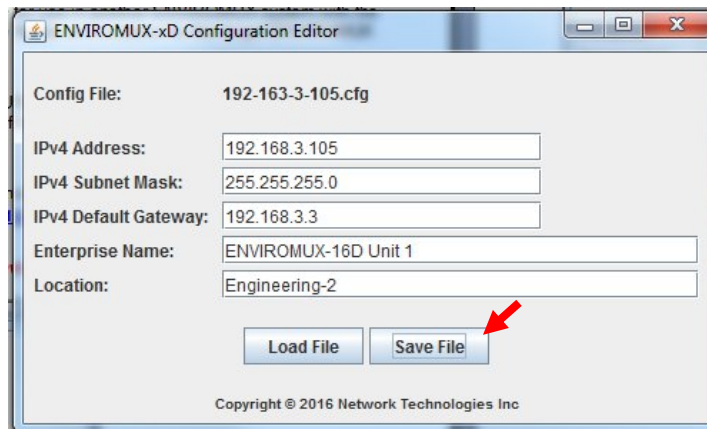 ENVIROMUX-xD Configuration Editor
Config File: 192-163-3-105.cfg
IPv4 Address: 192.168.3.105
IPv4 Subnet Mask: 255.255.255.0
IPv4 Default Gateway: 192.168.3.3
Enterprise Name: ENVIROMUX-16D Unit 1
Location: Engineering-2
Load File Save File
Copyright © 2016 Network Technologies Inc